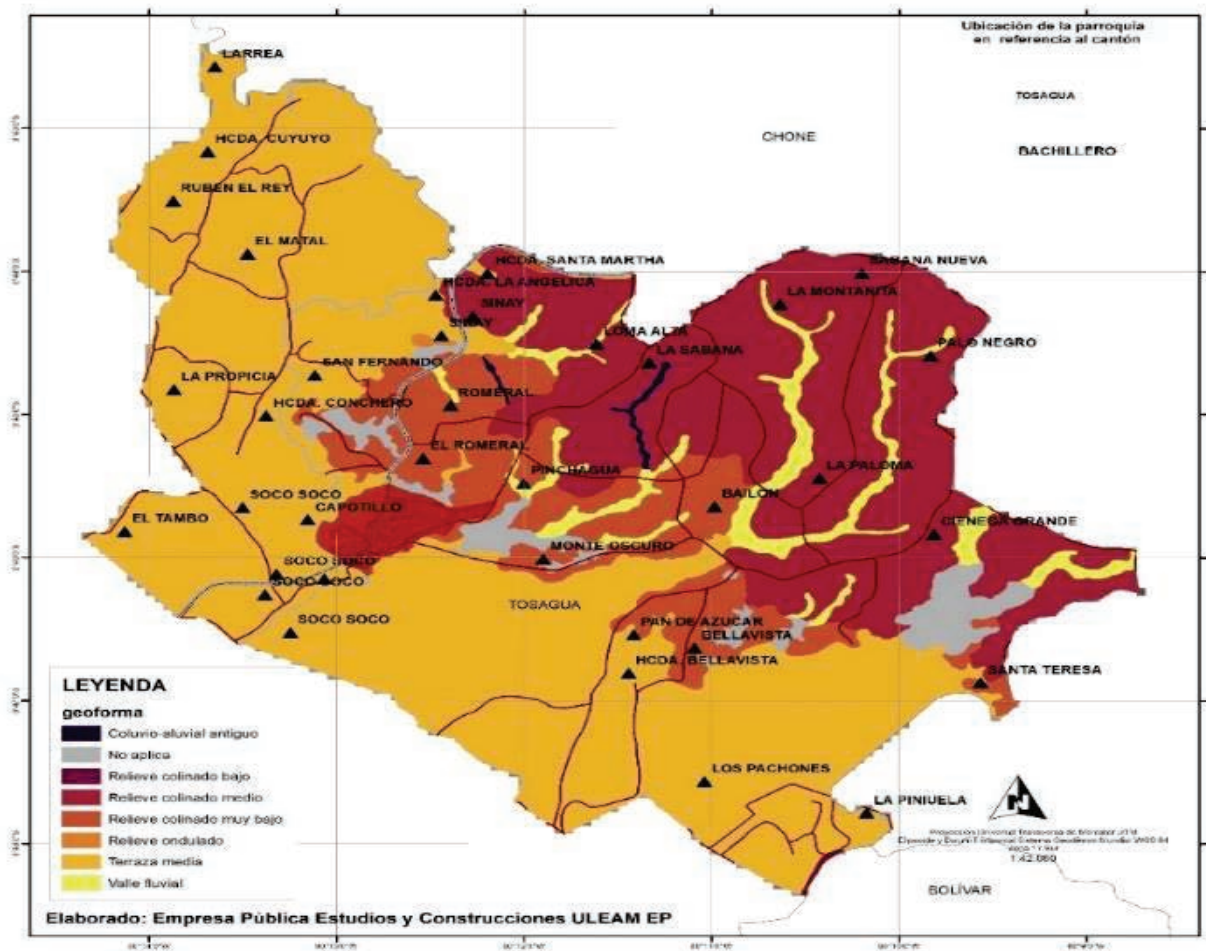 Ubicación de la parroquia
en referencia al cantón
TOSAGUA
BACHILLERO
CHONE
LARREA
HCDA. CUYUYO
RUBEN EL REY
EL MATAL
HCDA. SANTA MARTHA
SABANA NUEVA
HCDA. LA ANGELICA
LA MONTANITA
SINAY
SINAY
LOMA ALTA
LA SABANA
PALO NEGRO
SAN FERNANDO
LA PROPICIA
ROMERAL
HCDA. CONCHERO
EL ROMERAL
PINCHAGUA
LA PALOMA
SOCO SOCO
BAILON
CAPOTILLO
EL TAMBO
CIENEGA GRANDE
MONTE OSCURO
SOCO SOCO
SOCO SOCO
TOSAGUA
SOCO SOCO
PAN DE AZUCAR
BELLAVISTA
HCDA. BELLAVISTA
SANTA TERESA
LOS PACHONES
LA PINIUELA
LEYENDA
geoforma
Coluvio-aluvial antiguo
No aplica
Relieve colinado bajo
Relieve colinado medio
Relieve colinado muy bajo
Relieve ondulado
Terraza media
Valle fluvial
N
1:42.000
BOLÍVAR
Elaborado: Empresa Pública Estudios y Construcciones ULEAM EP